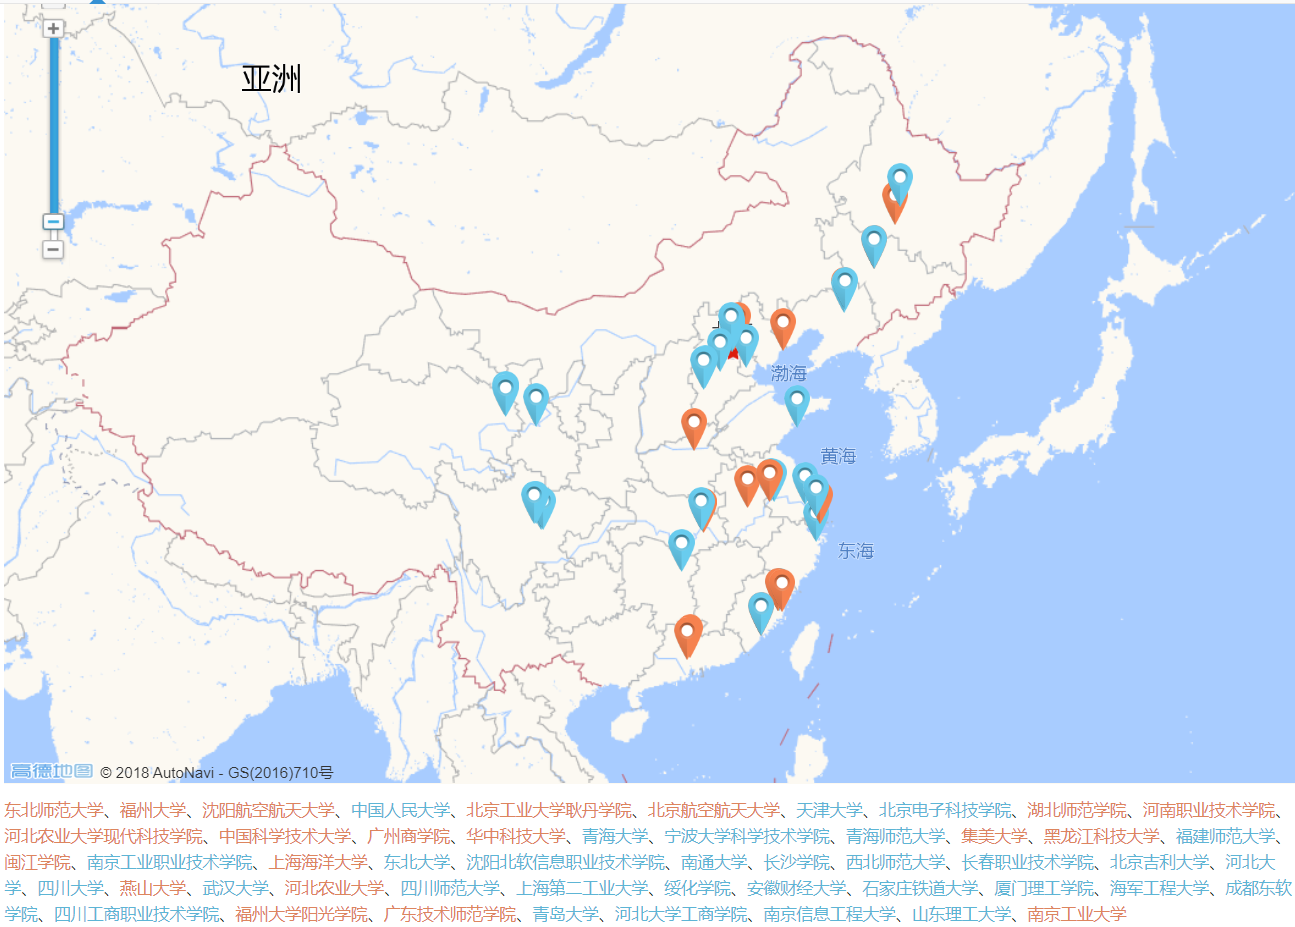 亚洲
渤海
黄海
东海
高德地图 © 2018 AutoNavi - GS(2016)710号
东北师范大学、福州大学、沈阳航空航天大学、中国人民大学、北京工业大学耿丹学院、北京航空航天大学、天津大学、北京电子科技学院、湖北师范学院、河南职业技术学院、
河北农业大学现代科技学院、中国科学技术大学、广州商学院、华中科技大学、青海大学、宁波大学科学技术学院、青海师范大学、集美大学、黑龙江科技大学、福建师范大学、
闽江学院、南京工业职业技术学院、上海海洋大学、东北大学、沈阳北软信息职业技术学院、南通大学、长沙学院、西北师范大学、长春职业技术学院、北京吉利大学、河北大
学、四川大学、燕山大学、武汉大学、河北农业大学、四川师范大学、上海第二工业大学、绥化学院、安徽财经大学、石家庄铁道大学、厦门理工学院、海军工程大学、成都东软
学院、四川工商职业技术学院、福州大学阳光学院、广东技术师范学院、青岛大学、河北大学工商学院、南京信息工程大学、山东理工大学、南京工业大学